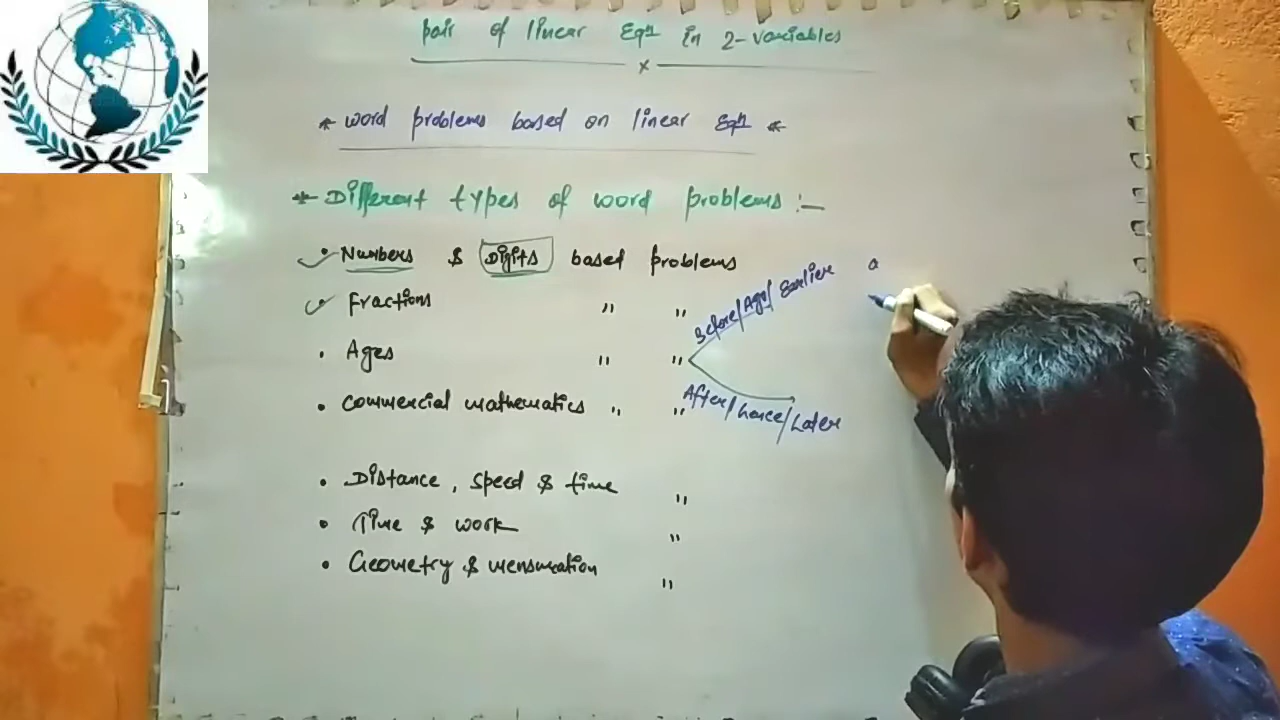 pair of linear Eqn in 2-variables
x
* word problems based on linear Eqn *
* Different types of word problems :-
• Numbers & Digits based problems
• Fractions " "
• Ages " " Before/Ago/Earliere
After/hence/Later
a
• Commercial mathematics " "
• Distance, speed & time "
• Time & work "
• Geometry & mensuration "